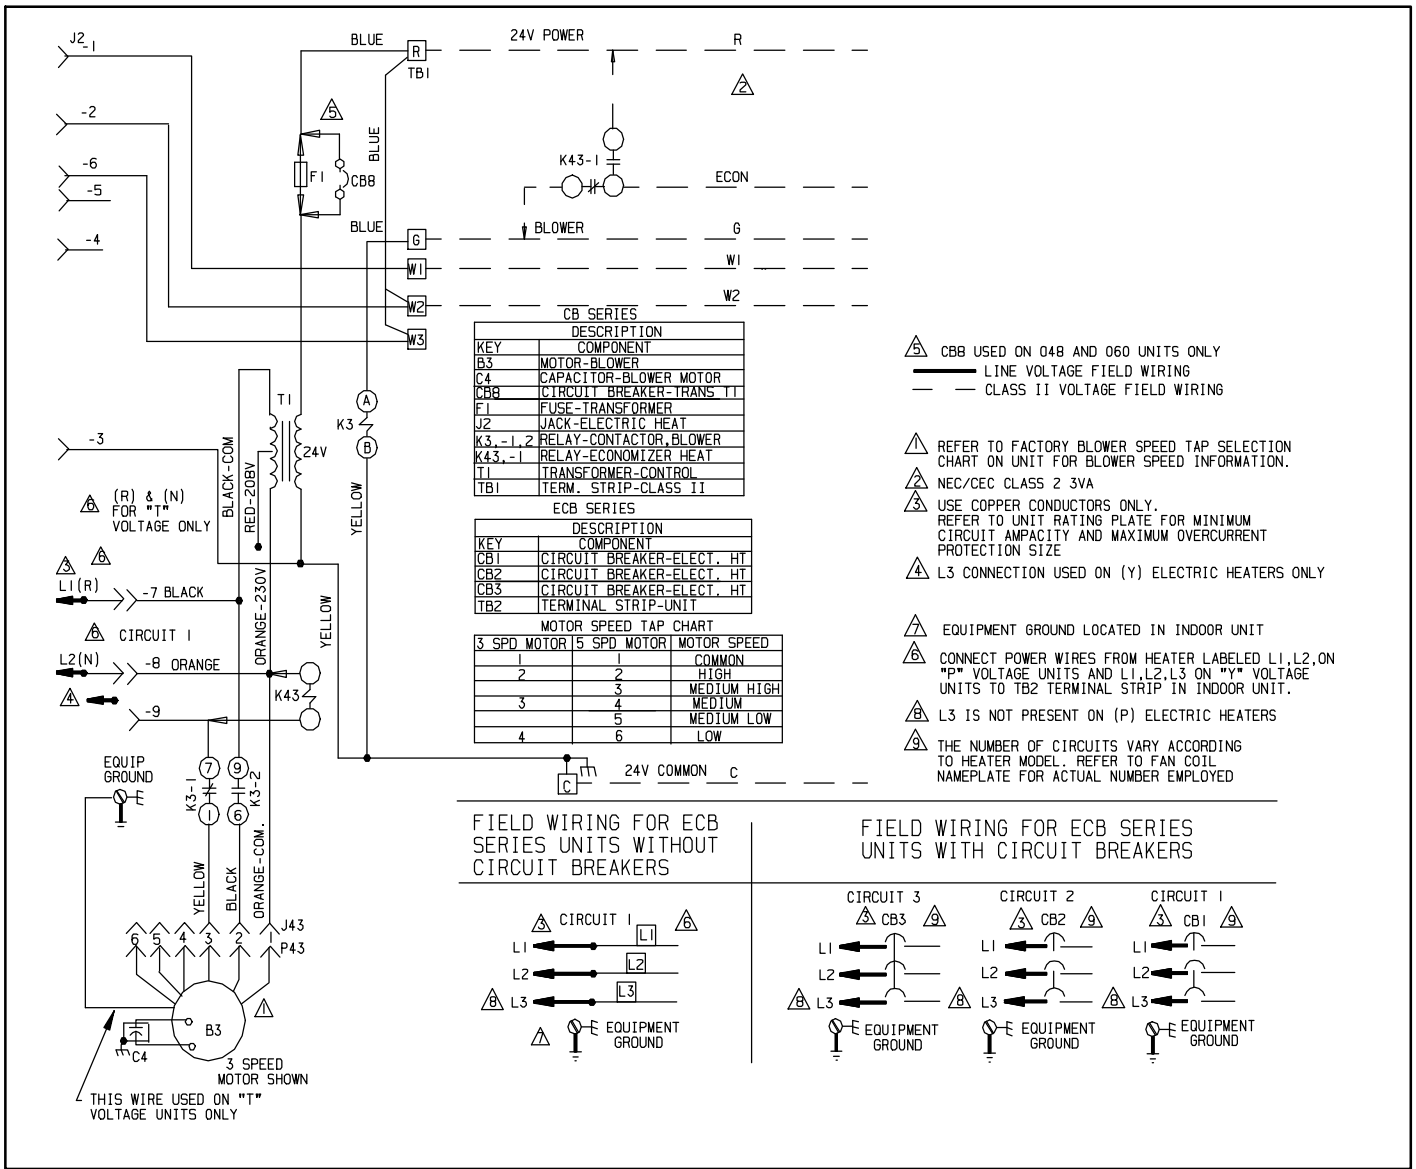 J2 -1
-2
-6
-5
-4
-3
BLUE
R
TB1
24V POWER
R
2
5
BLUE
F1
CB8
K43-1
ECON
BLUE
G
BLOWER
G
W1
W1
W2
W2
W3
CB SERIES
DESCRIPTION
KEY COMPONENT
B3 MOTOR-BLOWER
C4 CAPACITOR-BLOWER MOTOR
CB8 CIRCUIT BREAKER-TRANS T1
F1 FUSE-TRANSFORMER
J2 JACK-ELECTRIC HEAT
K3,-1,2 RELAY-CONTACTOR,BLOWER
K43,-1 RELAY-ECONOMIZER HEAT
T1 TRANSFORMER-CONTROL
TB1 TERM. STRIP-CLASS II
ECB SERIES
DESCRIPTION
KEY COMPONENT
CB1 CIRCUIT BREAKER-ELECT. HT
CB2 CIRCUIT BREAKER-ELECT. HT
CB3 CIRCUIT BREAKER-ELECT. HT
TB2 TERMINAL STRIP-UNIT
MOTOR SPEED TAP CHART
3 SPD MOTOR 5 SPD MOTOR MOTOR SPEED
1 1 COMMON
2 2 HIGH
3 MEDIUM HIGH
3 4 MEDIUM
5 MEDIUM LOW
4 6 LOW
5 CB8 USED ON 048 AND 060 UNITS ONLY
LINE VOLTAGE FIELD WIRING
CLASS II VOLTAGE FIELD WIRING
1 REFER TO FACTORY BLOWER SPEED TAP SELECTION
CHART ON UNIT FOR BLOWER SPEED INFORMATION.
2 NEC/CEC CLASS 2 3VA
3 USE COPPER CONDUCTORS ONLY.
REFER TO UNIT RATING PLATE FOR MINIMUM
CIRCUIT AMPACITY AND MAXIMUM OVERCURRENT
PROTECTION SIZE
4 L3 CONNECTION USED ON (Y) ELECTRIC HEATERS ONLY
7 EQUIPMENT GROUND LOCATED IN INDOOR UNIT
6 CONNECT POWER WIRES FROM HEATER LABELED L1,L2,ON
"P" VOLTAGE UNITS AND L1,L2,L3 ON "Y" VOLTAGE
UNITS TO TB2 TERMINAL STRIP IN INDOOR UNIT.
8 L3 IS NOT PRESENT ON (P) ELECTRIC HEATERS
9 THE NUMBER OF CIRCUITS VARY ACCORDING
TO HEATER MODEL. REFER TO FAN COIL
NAMEPLATE FOR ACTUAL NUMBER EMPLOYED
T1
24V
A
K3
B
YELLOW
BLACK-COM
RED-208V
ORANGE-230V
YELLOW
6 (R) & (N)
FOR "T"
VOLTAGE ONLY
3 6
L1(R) -7 BLACK
6 CIRCUIT 1
L2(N) -8 ORANGE
4
-9
K43
EQUIP
GROUND
7 9
K3-1
K3-2
1 6
YELLOW
BLACK
ORANGE-COM.
J43
6 5 4 3 2 1
P43
B3
1
C4
3 SPEED
MOTOR SHOWN
THIS WIRE USED ON "T"
VOLTAGE UNITS ONLY
C
24V COMMON C
FIELD WIRING FOR ECB
SERIES UNITS WITHOUT
CIRCUIT BREAKERS
3 CIRCUIT 1 6
L1 L1
L2 L2
8 L3 L3
7 EQUIPMENT
GROUND
FIELD WIRING FOR ECB SERIES
UNITS WITH CIRCUIT BREAKERS
CIRCUIT 3
3 CB3 9
L1
L2
8 L3
EQUIPMENT
GROUND
CIRCUIT 2
3 CB2 9
L1
L2
8 L3
EQUIPMENT
GROUND
CIRCUIT 1
3 CB1 9
L1
L2
8 L3
EQUIPMENT
GROUND